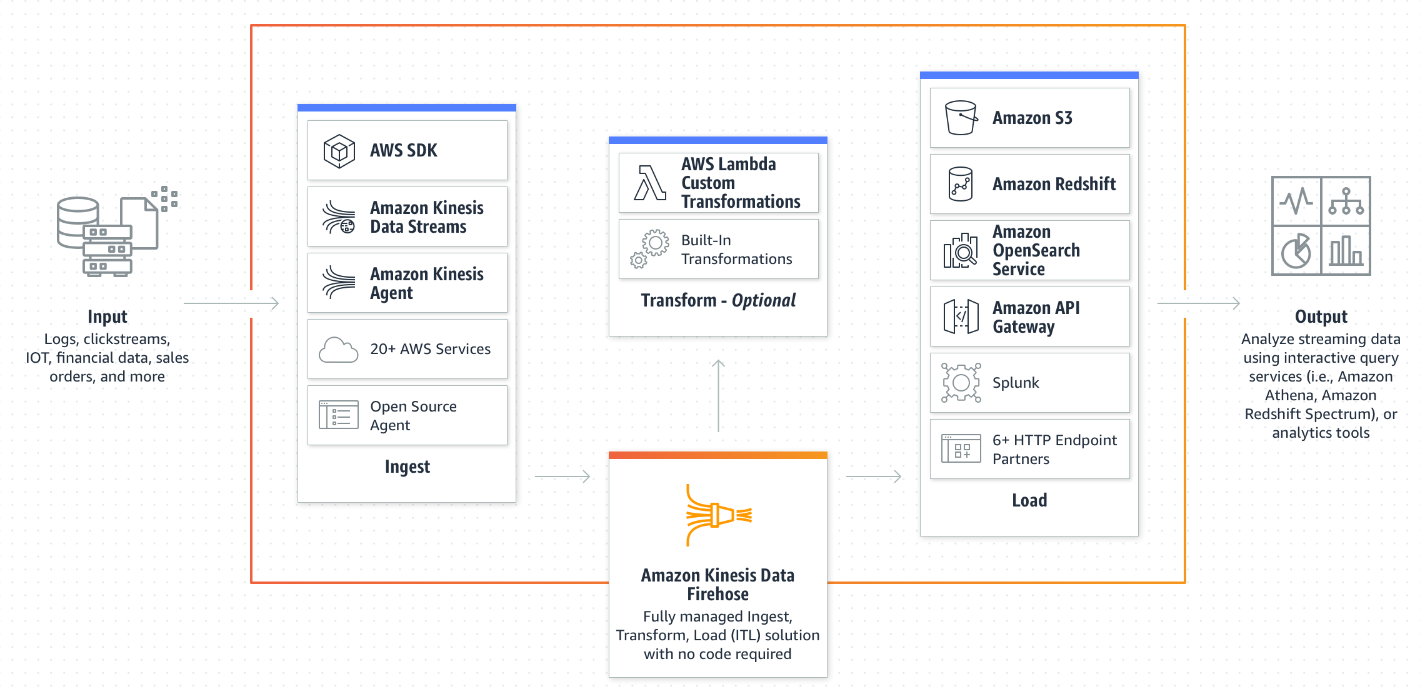 Input
Logs, clickstreams,
IOT, financial data, sales
orders, and more
AWS SDK
Amazon Kinesis
Data Streams
Amazon Kinesis
Agent
20+ AWS Services
Open Source
Agent
Ingest
AWS Lambda
Custom
Transformations
Built-In
Transformations
Transform - Optional
Amazon Kinesis Data
Firehose
Fully managed Ingest,
Transform, Load (ITL) solution
with no code required
Amazon S3
Amazon Redshift
Amazon
OpenSearch
Service
Amazon API
Gateway
Splunk
6+ HTTP Endpoint
Partners
Load
Output
Analyze streaming data
using interactive query
services (i.e., Amazon
Athena, Amazon
Redshift Spectrum), or
analytics tools